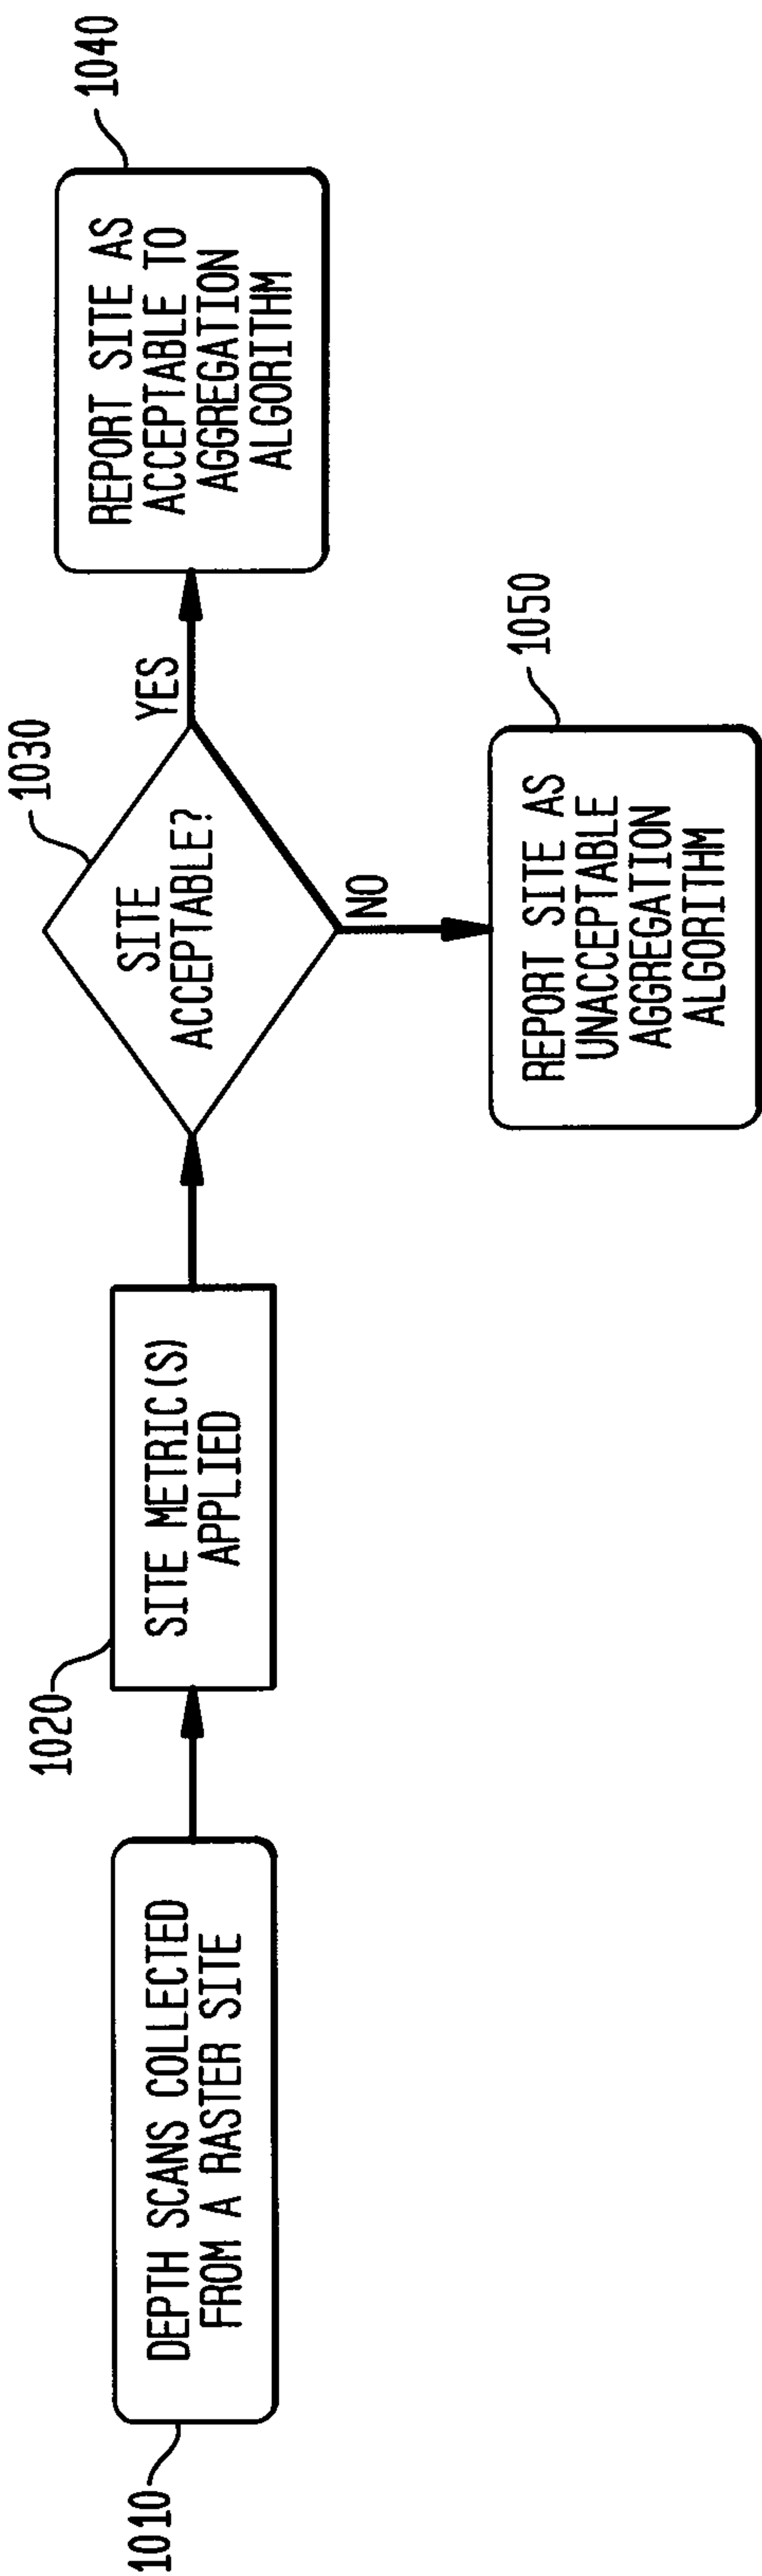 1010
DEPTH SCANS COLLECTED
FROM A RASTER SITE
1020
SITE METRIC(S)
APPLIED
1030
SITE
ACCEPTABLE?
YES
NO
1040
REPORT SITE AS
ACCEPTABLE TO
AGGREGATION
ALGORITHM
1050
REPORT SITE AS
UNACCEPTABLE
AGGREGATION
ALGORITHM